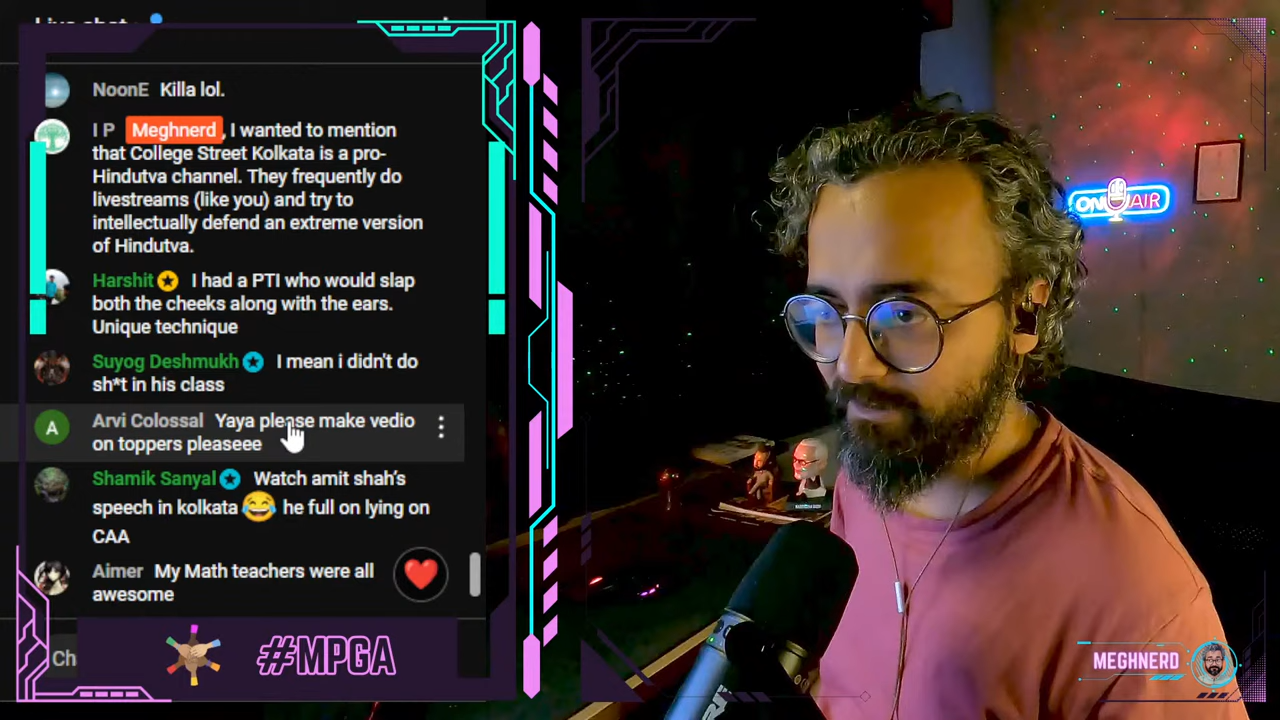 Live chat
NoonE Killa lol.
I P Meghnerd, I wanted to mention
that College Street Kolkata is a pro-
Hindutva channel. They frequently do
livestreams (like you) and try to
intellectually defend an extreme version
of Hindutva.
Harshit I had a PTI who would slap
both the cheeks along with the ears.
Unique technique
Suyog Deshmukh I mean i didn't do
sh*t in his class
A Arvi Colossal Yaya please make vedio
on toppers pleaseee
Shamik Sanyal Watch amit shah's
speech in kolkata 😂 he full on lying on
CAA
Aimer My Math teachers were all
awesome
Ch
#MPGA
ON AIR
MEGHNERD